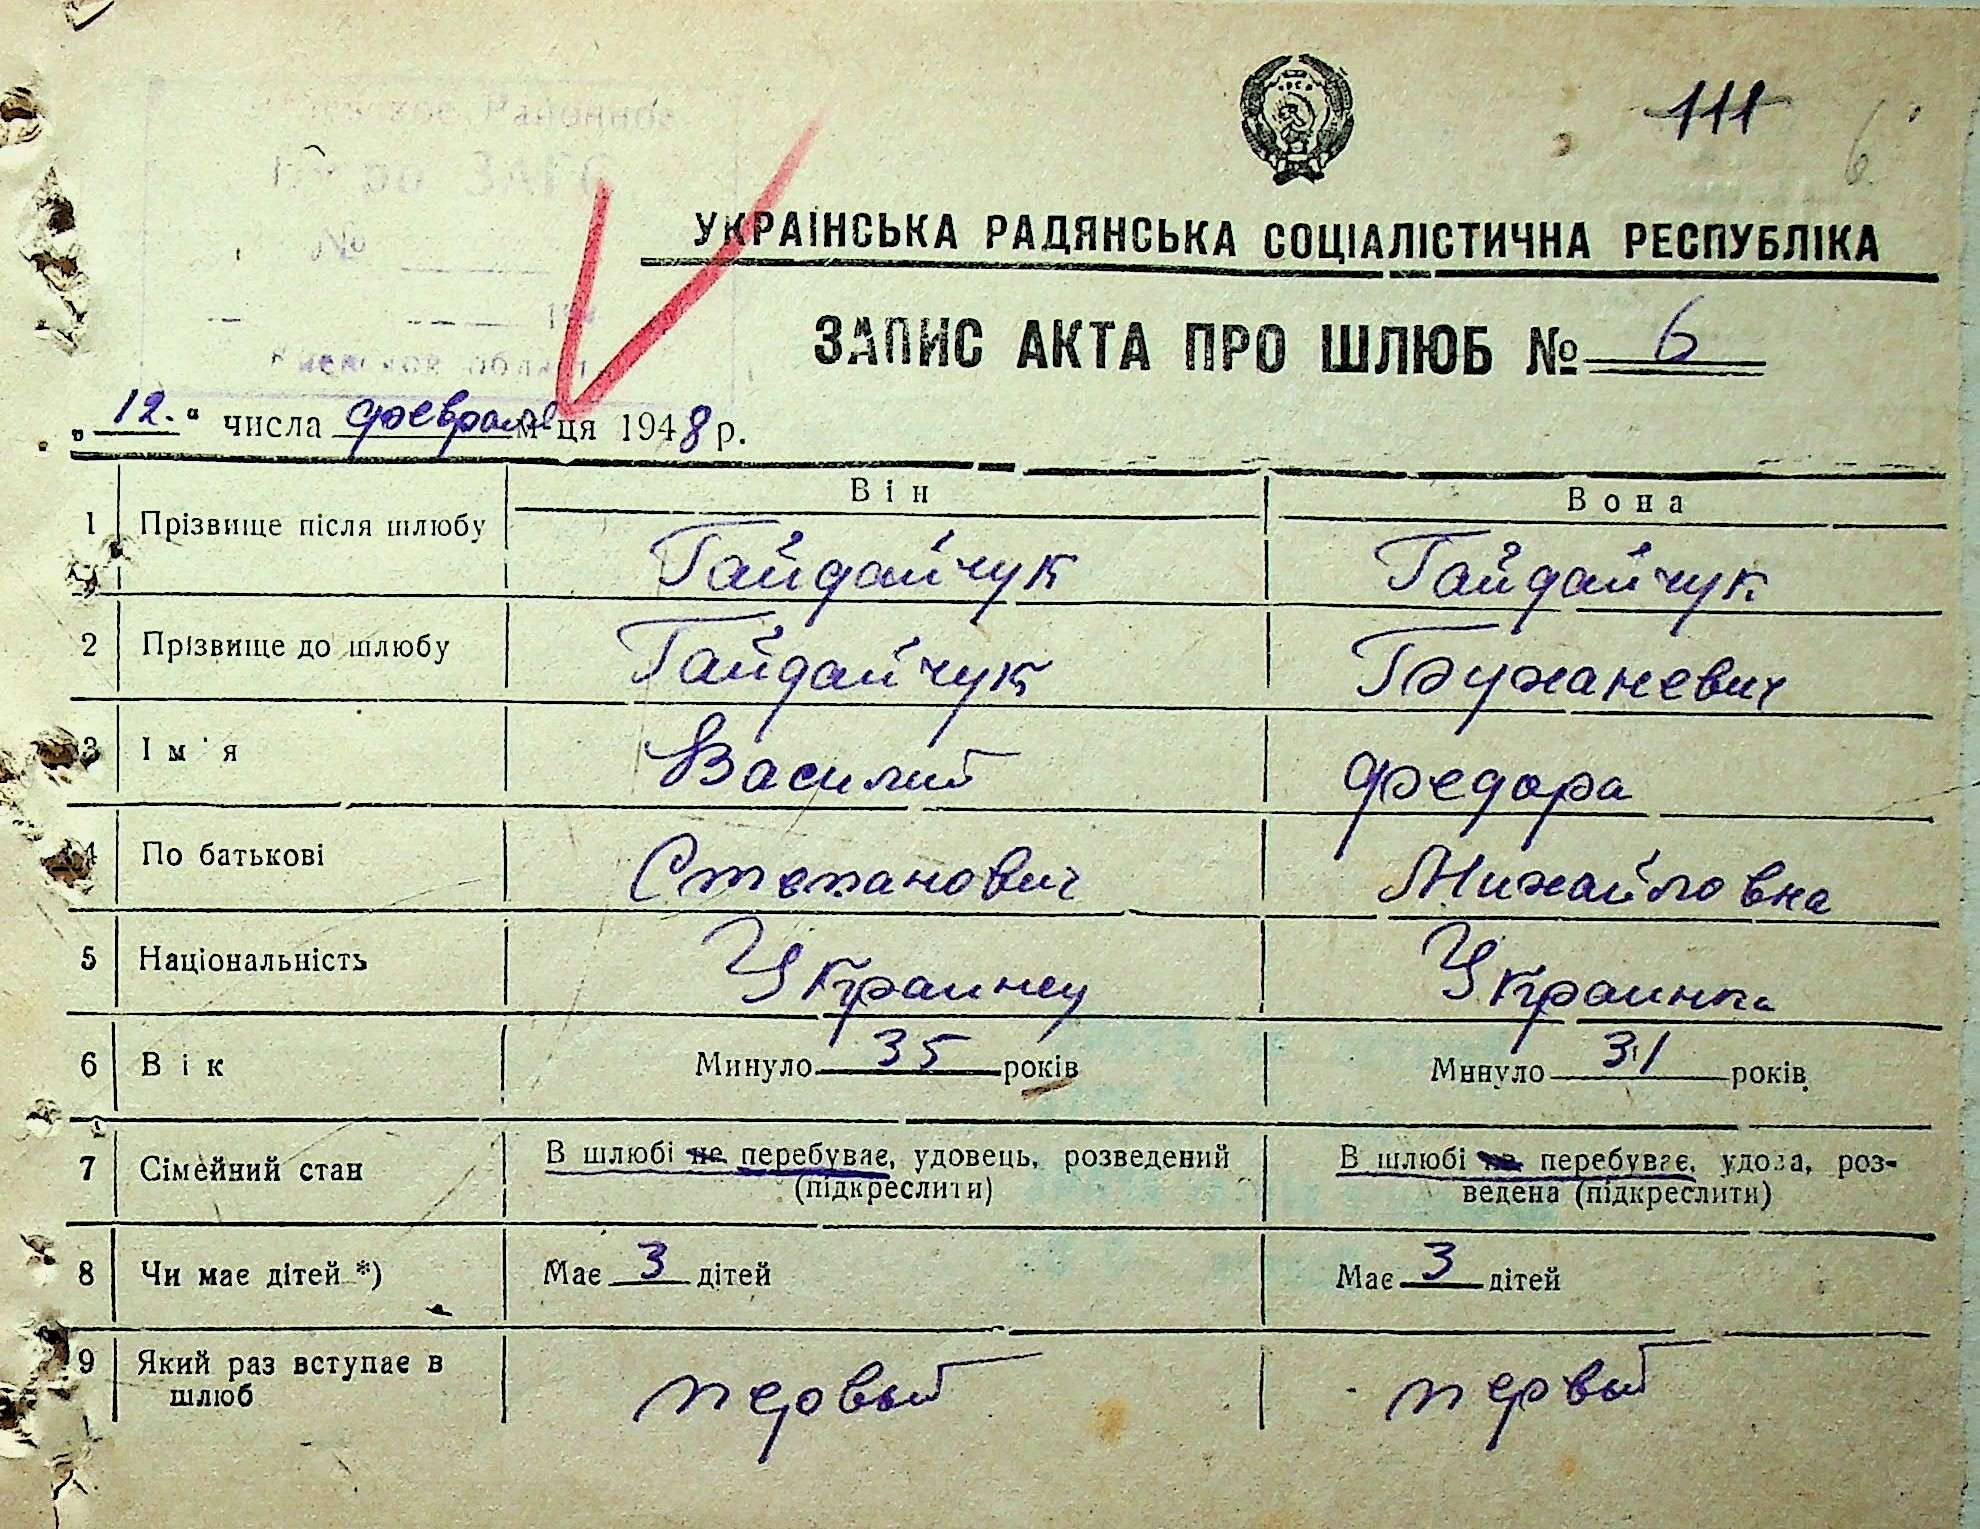 111
6
УКРАЇНСЬКА РАДЯНСЬКА СОЦІАЛІСТИЧНА РЕСПУБЛІКА
ЗАПИС АКТА ПРО ШЛЮБ № 6
№
„12.“ числа февраля м-ця 1948 р.
Він Вона
1 Прізвище після шлюбу Гайдайчук Гайдайчук
2 Прізвище до шлюбу Гайдайчук Бужаневич
3 Ім'я Василий Федора
4 По батькові Степанович Михайловна
5 Національність Украинец Украинка
6 Вік Минуло 35 років Минуло 31 років
7 Сімейний стан В шлюбі не перебуває, удовець, розведений В шлюбі не перебуває, удова, роз-
(підкреслити) ведена (підкреслити)
8 Чи має дітей *) Має 3 дітей Має 3 дітей
9 Який раз вступає в
шлюб первый первый